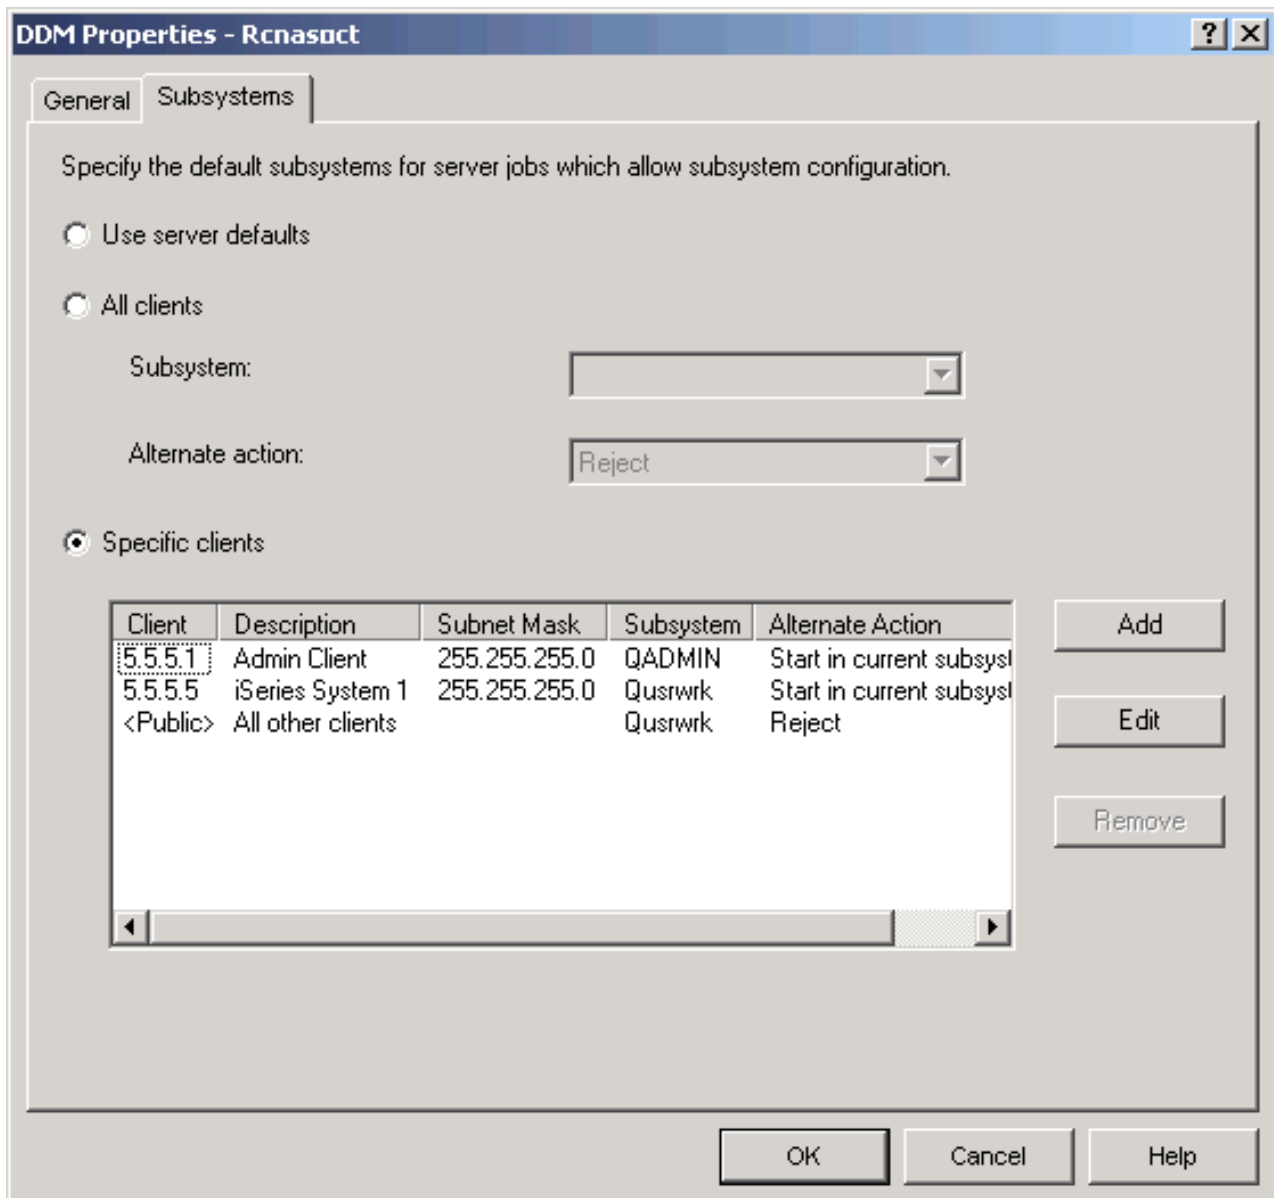 DDM Properties - Rcnasoct
General Subsystems
Specify the default subsystems for server jobs which allow subsystem configuration.
Use server defaults
All clients
Subsystem:
Alternate action: Reject
Specific clients
Client Description Subnet Mask Subsystem Alternate Action
5.5.5.1 Admin Client 255.255.255.0 QADMIN Start in current subsyst
5.5.5.5 iSeries System 1 255.255.255.0 Qusrwrk Start in current subsyst
<Public> All other clients Qusrwrk Reject
Add
Edit
Remove
OK Cancel Help